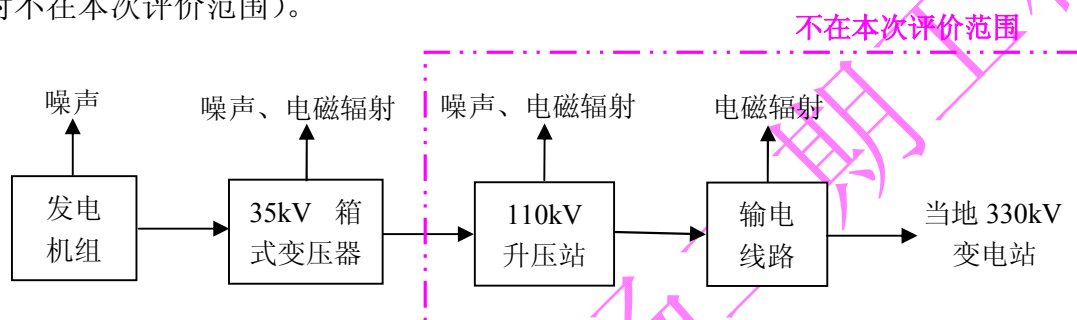 时不在本次评价范围）。
不在本次评价范围
噪声
噪声、电磁辐射
噪声、电磁辐射
电磁辐射
发电
机组
35kV 箱
式变压器
110kV
升压站
输电
线路
当地 330kV
变电站
期